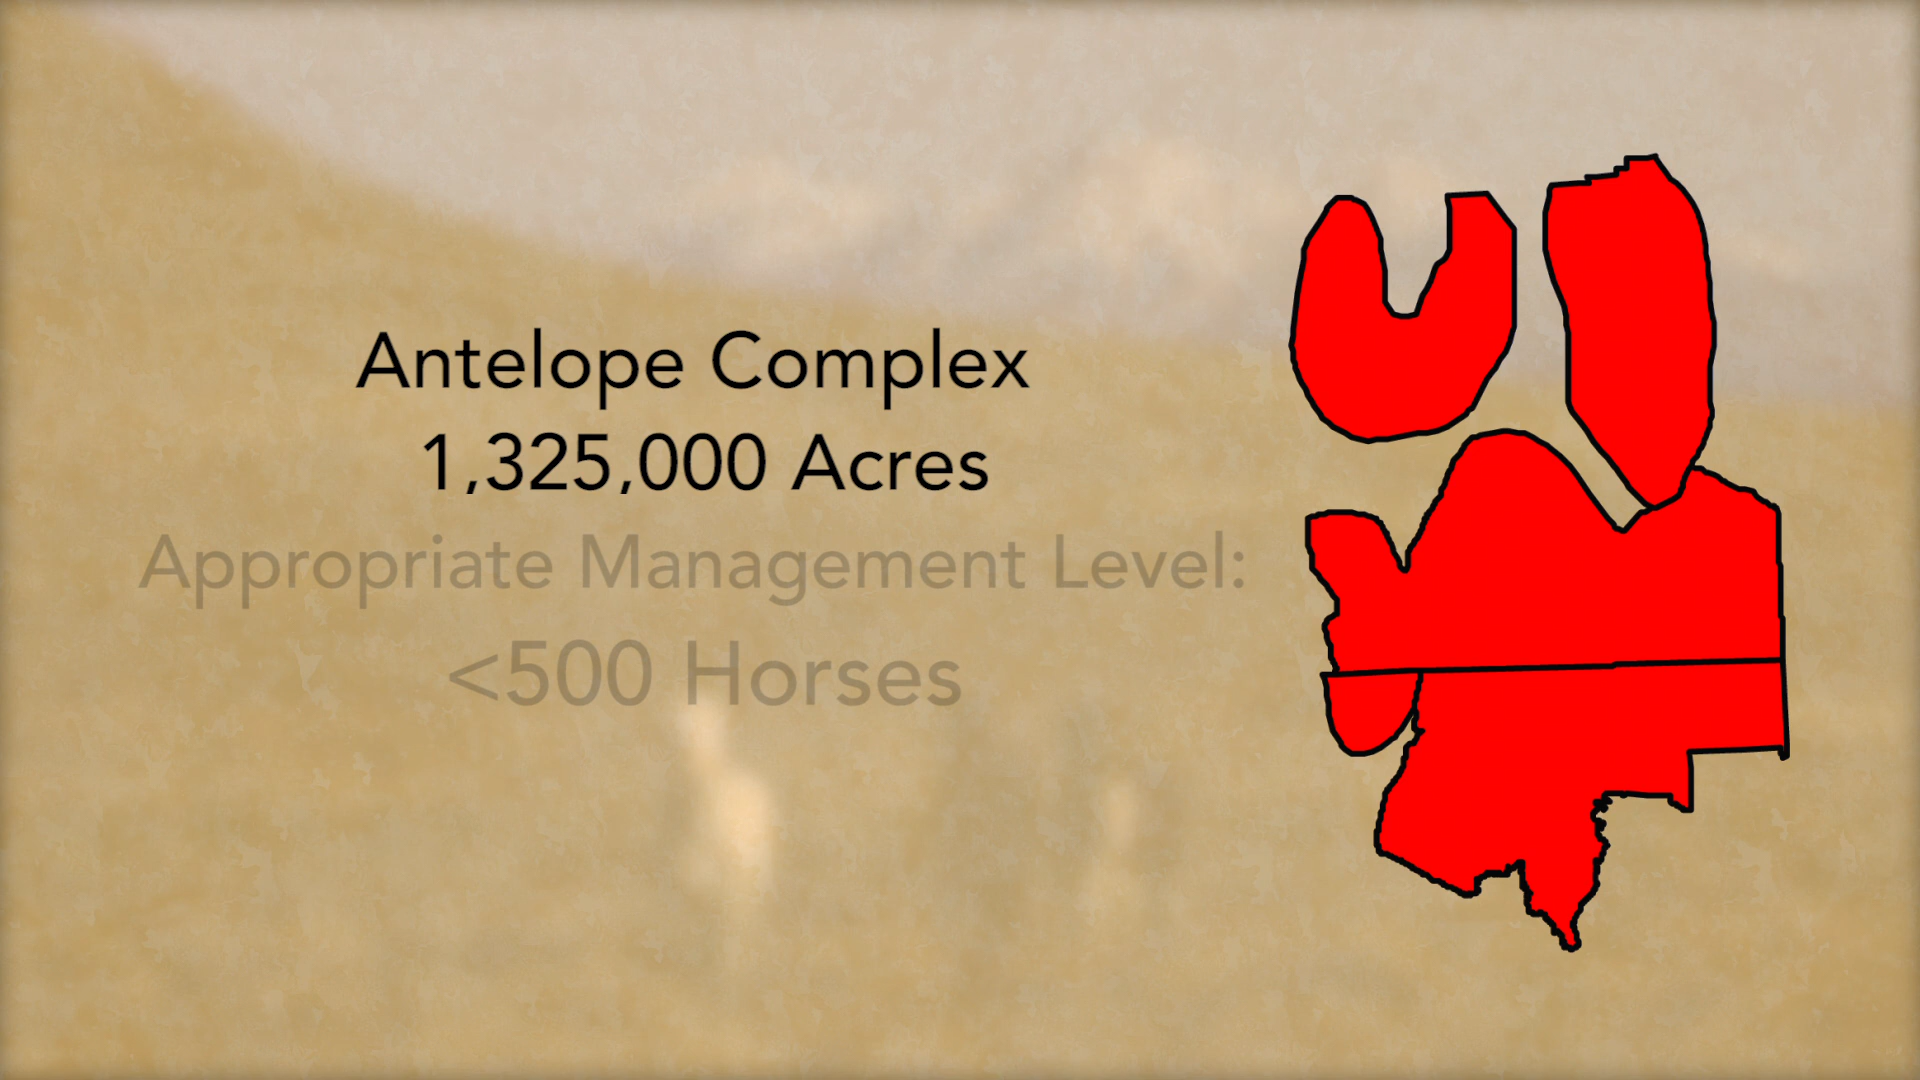 Antelope Complex
1,325,000 Acres
Appropriate Management Level:
<500 Horses